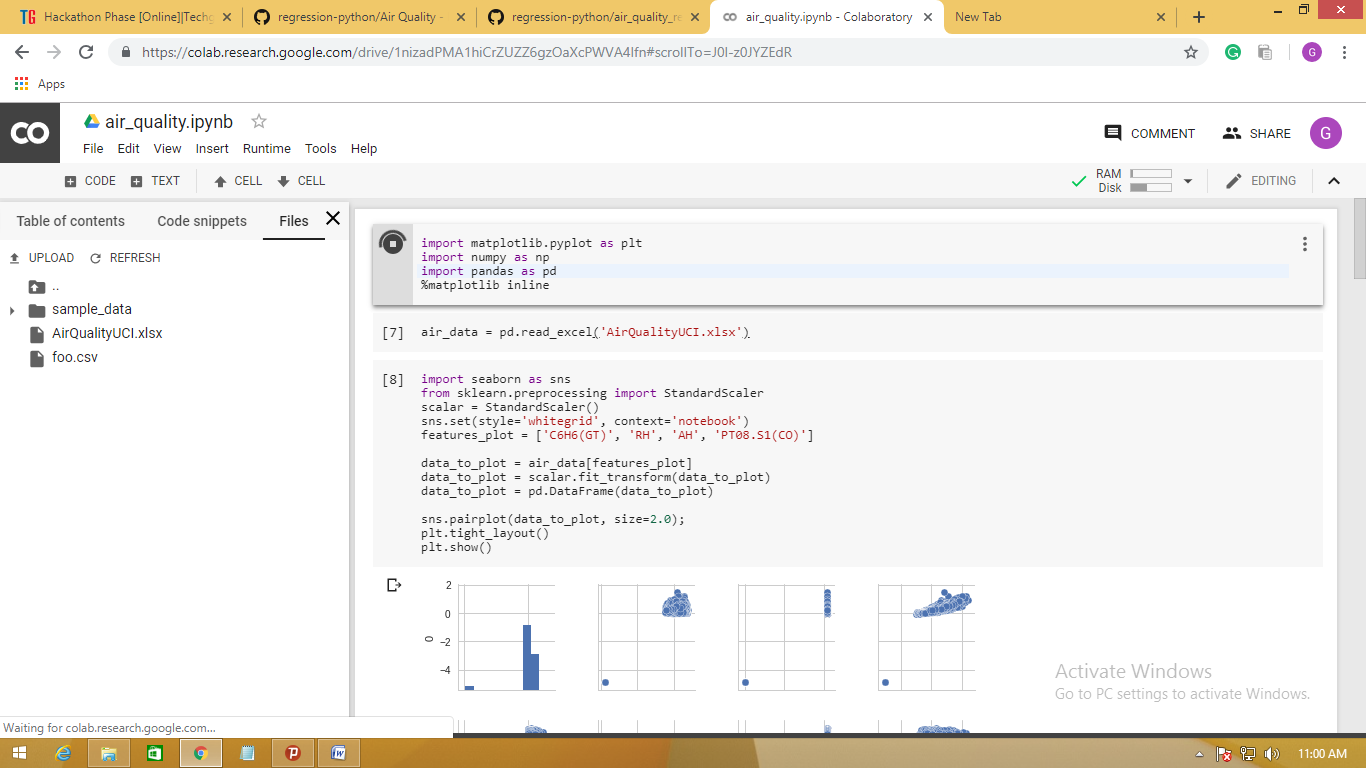 Hackathon Phase [Online]|Techg
regression-python/Air Quality -
regression-python/air_quality_re
air_quality.ipynb - Colaboratory
New Tab
https://colab.research.google.com/drive/1nizadPMA1hiCrZUZZ6gzOaXcPWVA4lfn#scrollTo=J0l-z0JYZEdR
G
Apps
CO
air_quality.ipynb
File Edit View Insert Runtime Tools Help
COMMENT
SHARE
G
CODE TEXT CELL CELL
RAM
Disk
EDITING
Table of contents Code snippets Files
UPLOAD REFRESH
..
sample_data
AirQualityUCI.xlsx
foo.csv
import matplotlib.pyplot as plt
import numpy as np
import pandas as pd
%matplotlib inline
[7] air_data = pd.read_excel('AirQualityUCI.xlsx')
[8] import seaborn as sns
from sklearn.preprocessing import StandardScaler
scalar = StandardScaler()
sns.set(style='whitegrid', context='notebook')
features_plot = ['C6H6(GT)', 'RH', 'AH', 'PT08.S1(CO)']
data_to_plot = air_data[features_plot]
data_to_plot = scalar.fit_transform(data_to_plot)
data_to_plot = pd.DataFrame(data_to_plot)
sns.pairplot(data_to_plot, size=2.0);
plt.tight_layout()
plt.show()
2
0
−2
−4
0
Activate Windows
Go to PC settings to activate Windows.
Waiting for colab.research.google.com...
11:00 AM